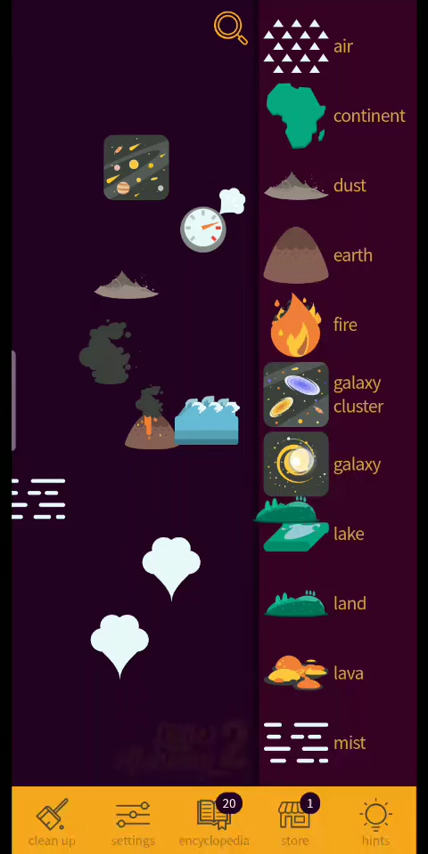 air
continent
dust
earth
fire
galaxy
cluster
galaxy
lake
land
lava
mist
2
20
1
clean up
settings
encyclopedia
store
hints